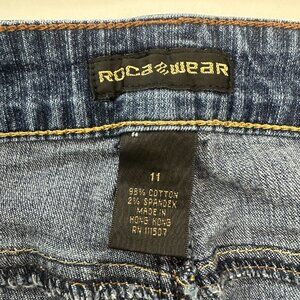 ROCAWEAR
11
98% COTTON
2% SPANDEX
MADE IN
HONG KONG
RN 111507